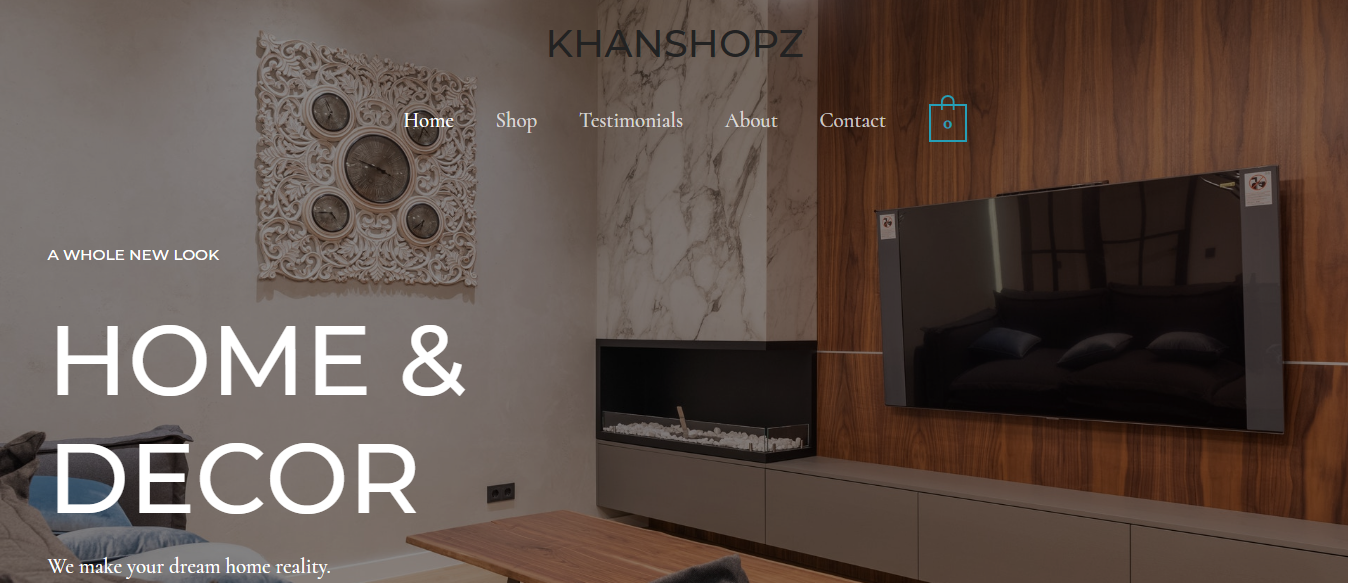 KHANSHOPZ
Home Shop Testimonials About Contact 0
A WHOLE NEW LOOK
HOME &
DECOR
We make your dream home reality.